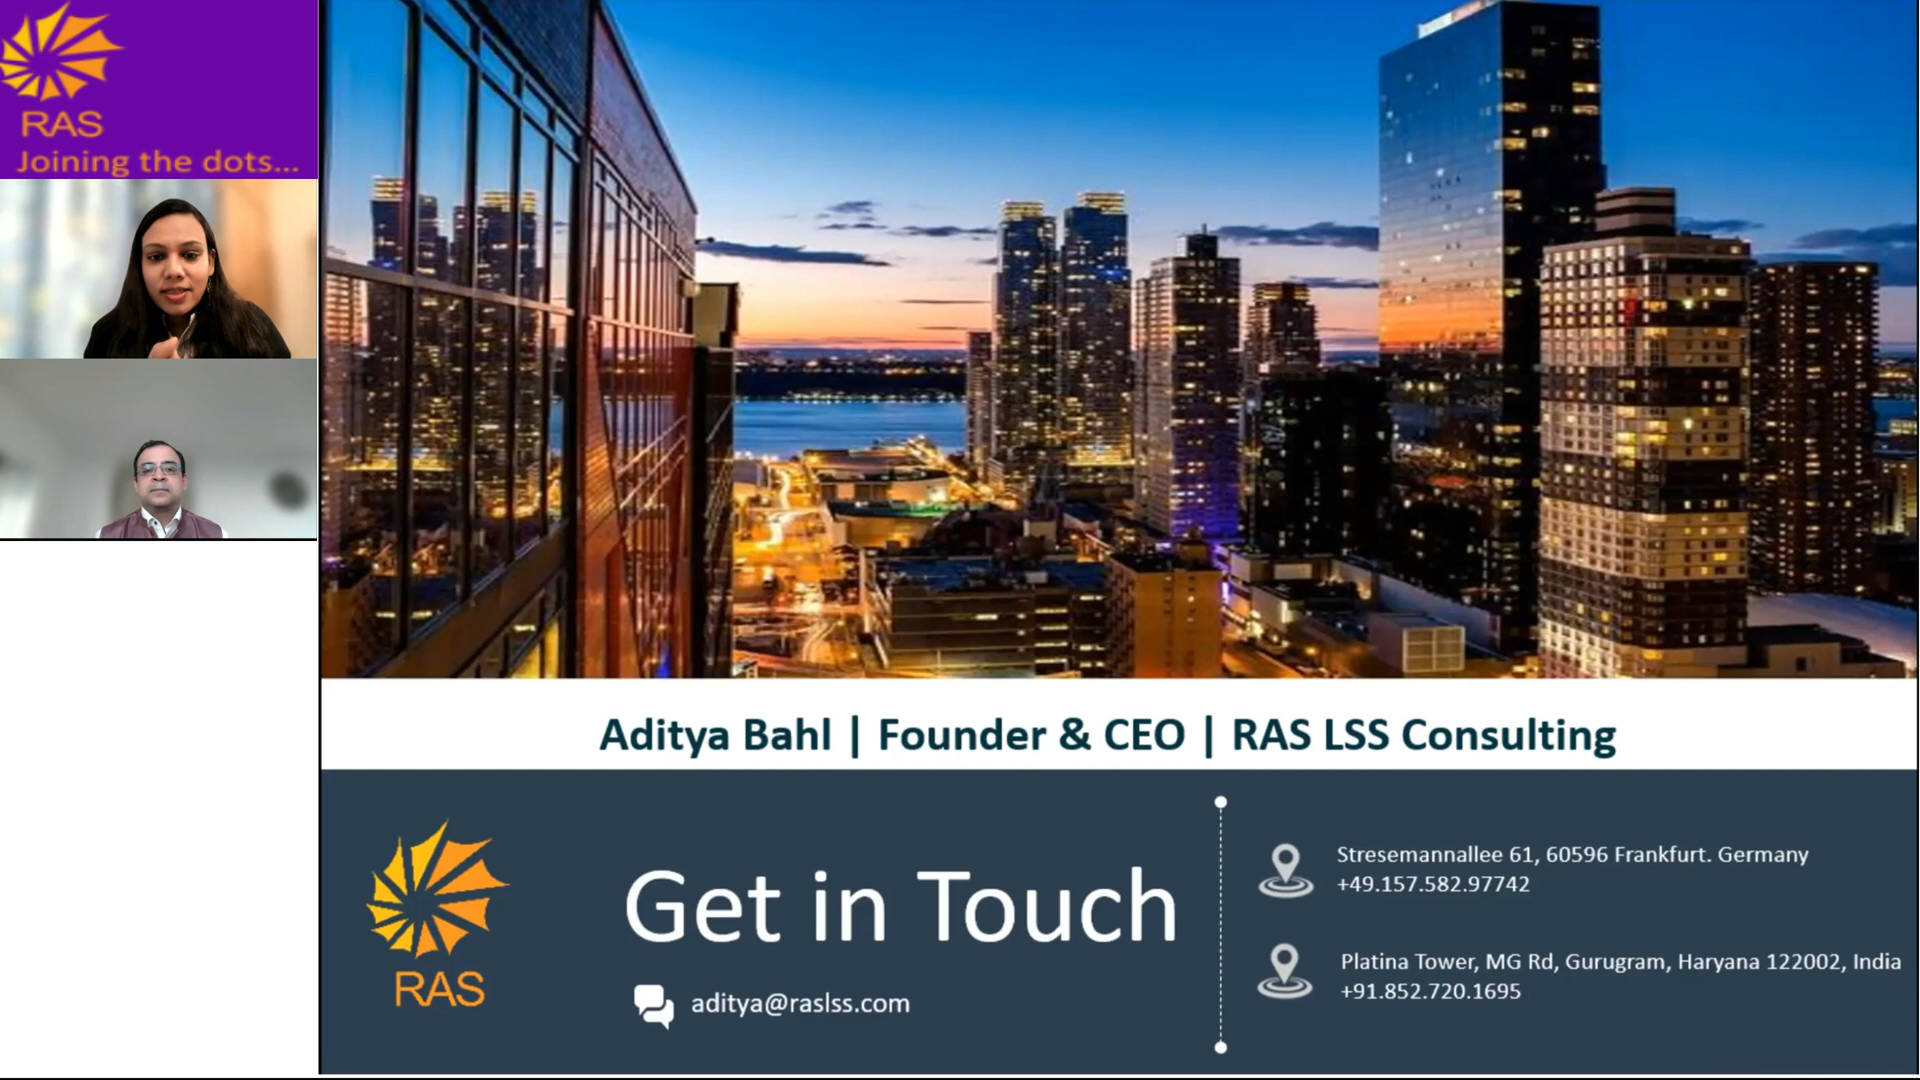 RAS
Joining the dots...
Aditya Bahl | Founder & CEO | RAS LSS Consulting
RAS
Get in Touch
aditya@raslss.com
Stresemannallee 61, 60596 Frankfurt. Germany
+49.157.582.97742
Platina Tower, MG Rd, Gurugram, Haryana 122002, India
+91.852.720.1695